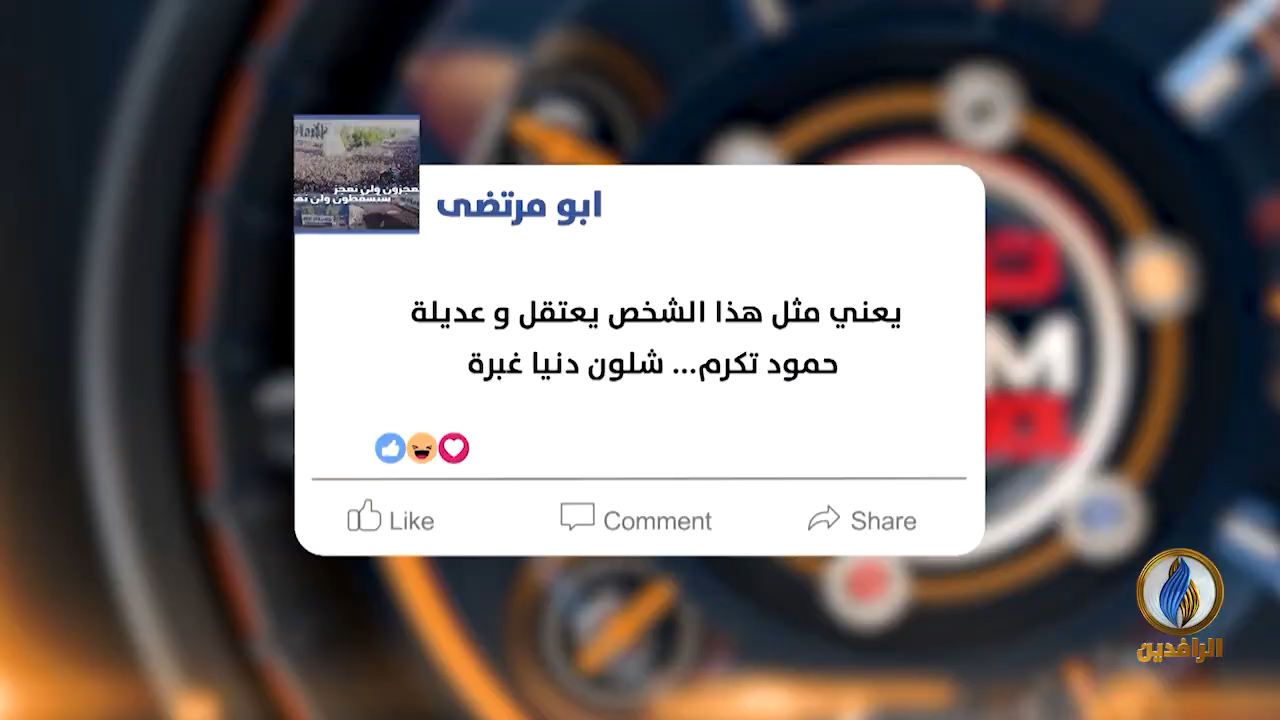 ابو مرتضى
يعني مثل هذا الشخص يعتقل و عديلة
حمود تكرم... شلون دنيا غبرة
Like
Comment
Share
الرافدين